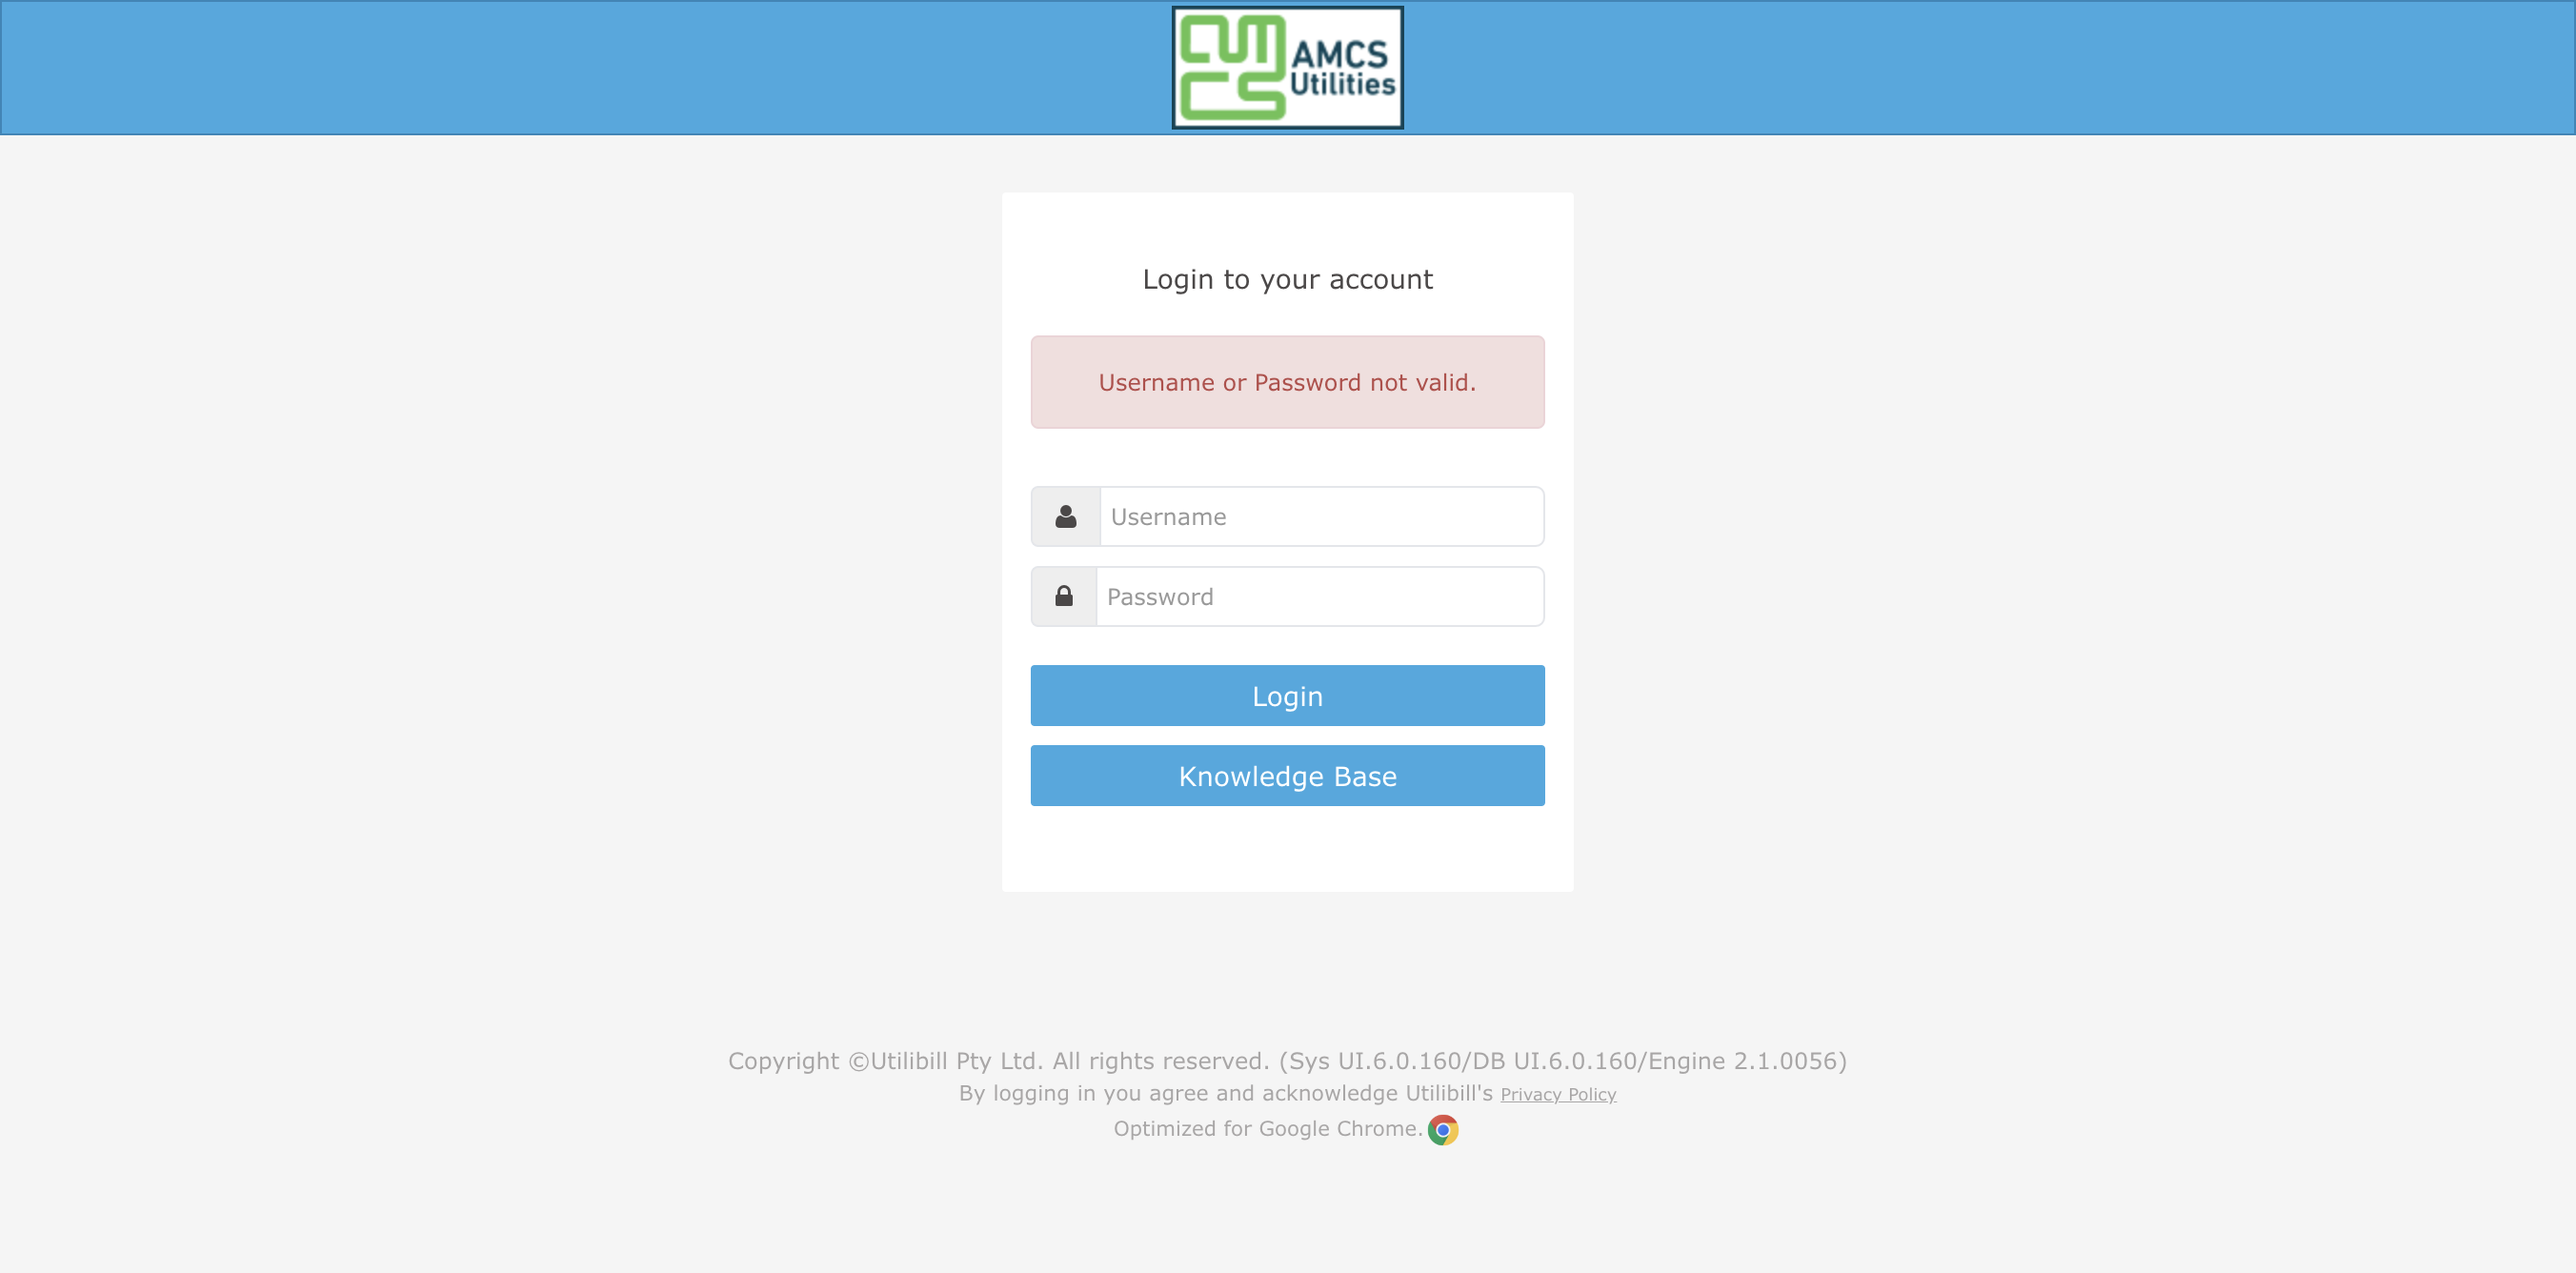 AMCS
Utilities
Login to your account
Username or Password not valid.
Username
Password
Login
Knowledge Base
Copyright ©Utilibill Pty Ltd. All rights reserved. (Sys UI.6.0.160/DB UI.6.0.160/Engine 2.1.0056)
By logging in you agree and acknowledge Utilibill's Privacy Policy
Optimized for Google Chrome.